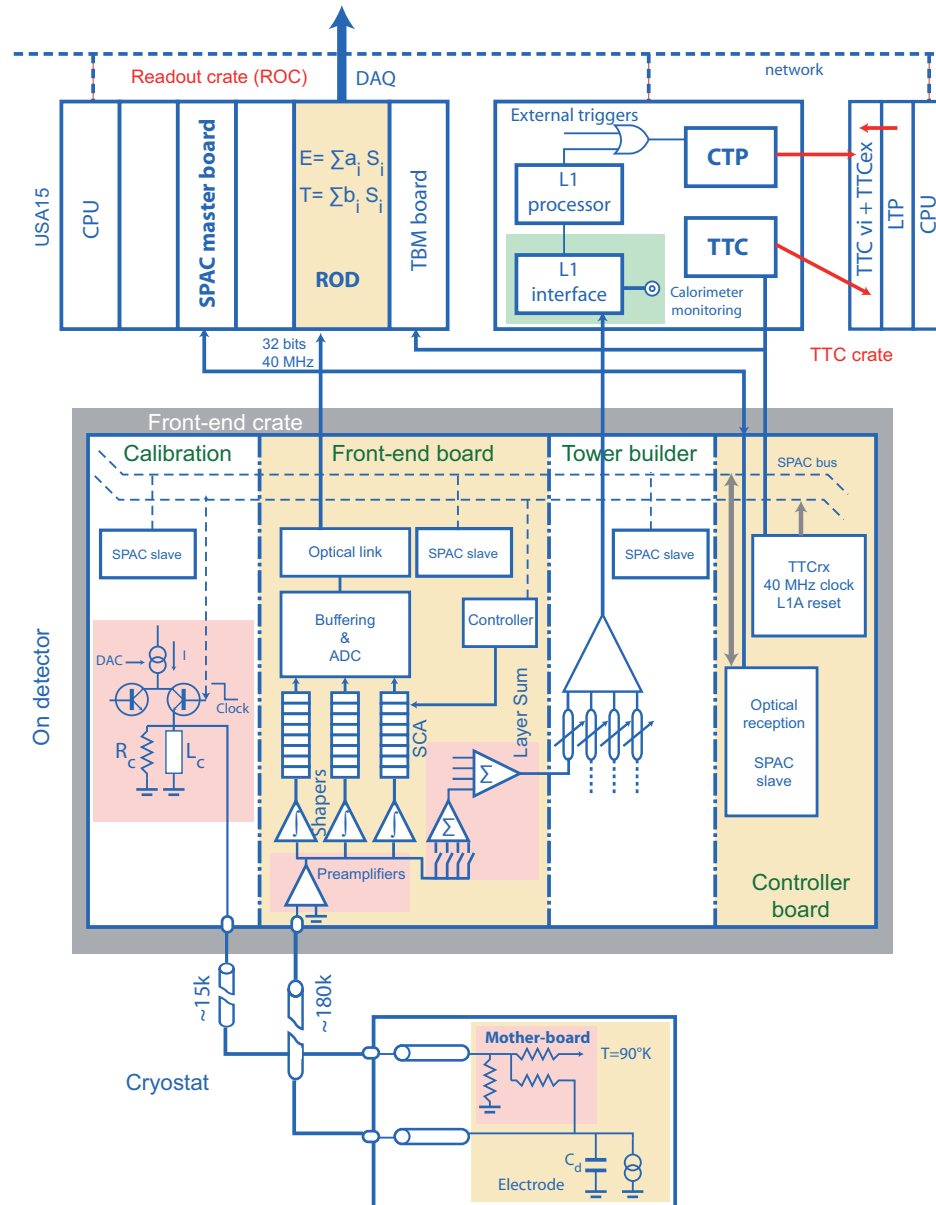 Readout crate (ROC)
DAQ
network
USA15
CPU
SPAC master board
E= ∑a_i S_i
T= ∑b_i S_i
ROD
TBM board
External triggers
L1
processor
CTP
TTC
L1
interface
Calorimeter
monitoring
TTC vi + TTCex
LTP
CPU
TTC crate
32 bits
40 MHz
Front-end crate
Calibration
Front-end board
Tower builder
SPAC bus
SPAC slave
Optical link
SPAC slave
SPAC slave
TTCrx
40 MHz clock
L1A reset
Buffering
&
ADC
Controller
On detector
DAC
I
Clock
R_c
L_c
SCA
Shapers
Layer Sum
∑
∑
∫
∫
∫
Preamplifiers
Optical
reception
SPAC
slave
Controller
board
~15k
~180k
Cryostat
Mother-board
T=90°K
C_d
Electrode